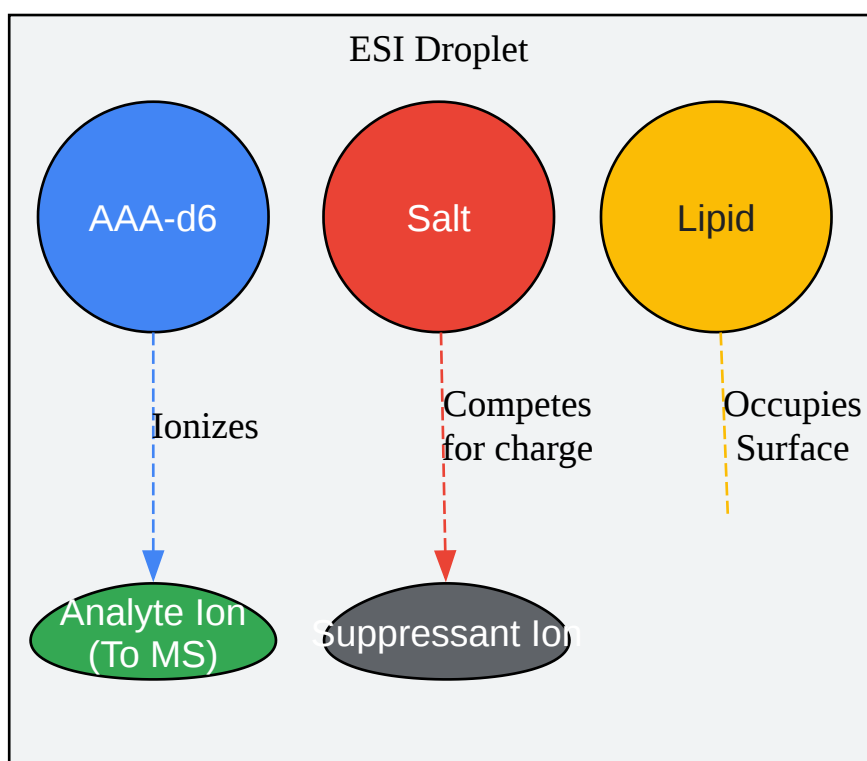 ESI Droplet
AAA-d6
Salt
Lipid
Ionizes
Competes
for charge
Occupies
Surface
Analyte Ion
(To MS)
Suppressant Ion